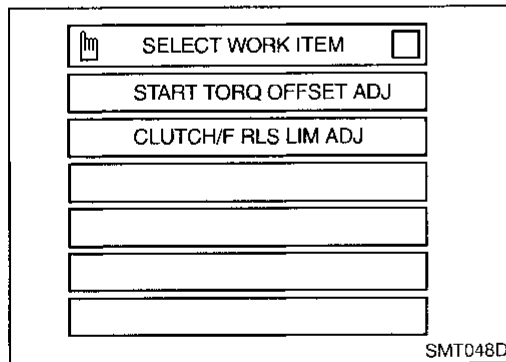 SELECT WORK ITEM
START TORQ OFFSET ADJ
CLUTCH/F RLS LIM ADJ
SMT048D